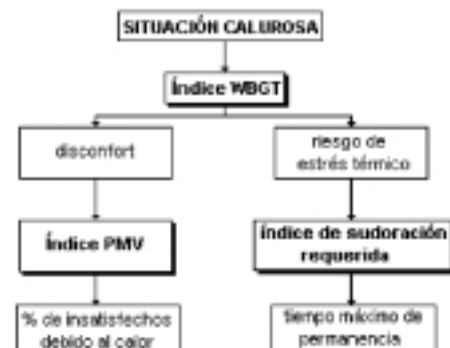 SITUACIÓN CALUROSA
Índice WBGT
disconfort
riesgo de
estrés térmico
Índice PMV
índice de sudoración
requerida
% de insatisfechos
debido al calor
tiempo máximo de
permanencia